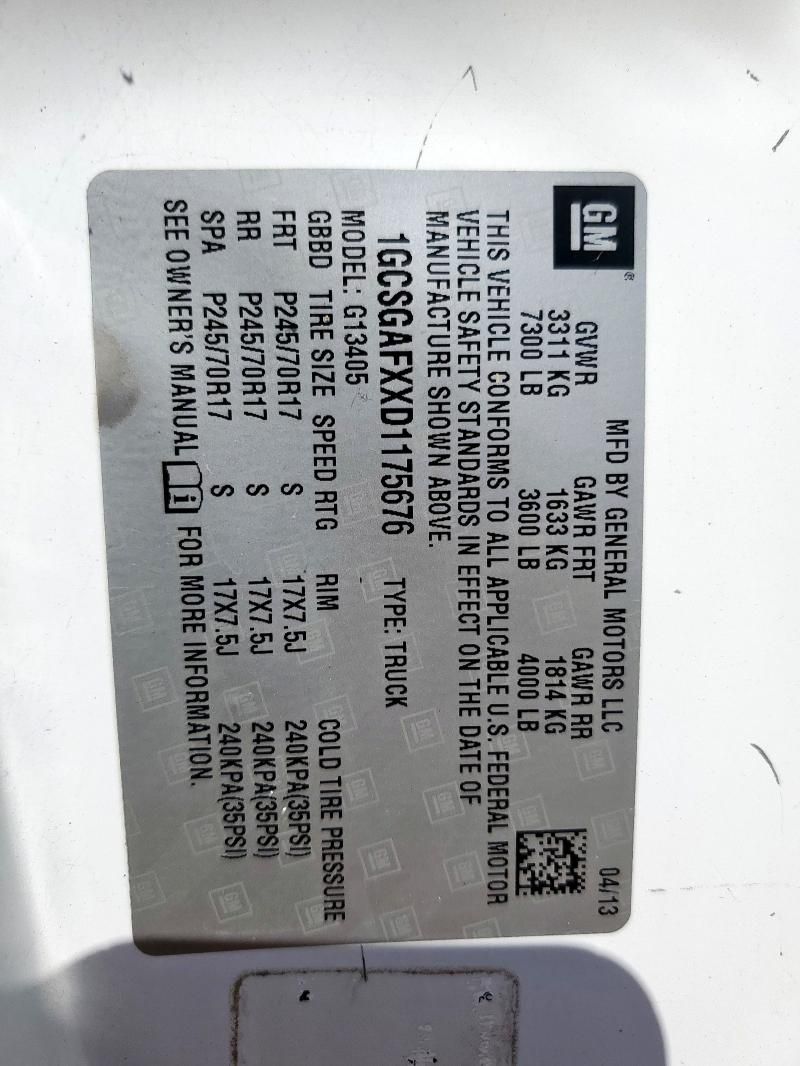 GM®
MFD BY GENERAL MOTORS LLC 04/13
GVWR GAWR FRT GAWR RR
3311 KG 1633 KG 1814 KG
7300 LB 3600 LB 4000 LB
THIS VEHICLE CONFORMS TO ALL APPLICABLE U.S. FEDERAL MOTOR
VEHICLE SAFETY STANDARDS IN EFFECT ON THE DATE OF
MANUFACTURE SHOWN ABOVE.
1GCSGAFXXD1175676 TYPE: TRUCK
MODEL: G13405
GBBD TIRE SIZE SPEED RTG RIM COLD TIRE PRESSURE
FRT P245/70R17 S 17X7.5J 240KPA(35PSI)
RR P245/70R17 S 17X7.5J 240KPA(35PSI)
SPA P245/70R17 S 17X7.5J 240KPA(35PSI)
SEE OWNER'S MANUAL i FOR MORE INFORMATION.